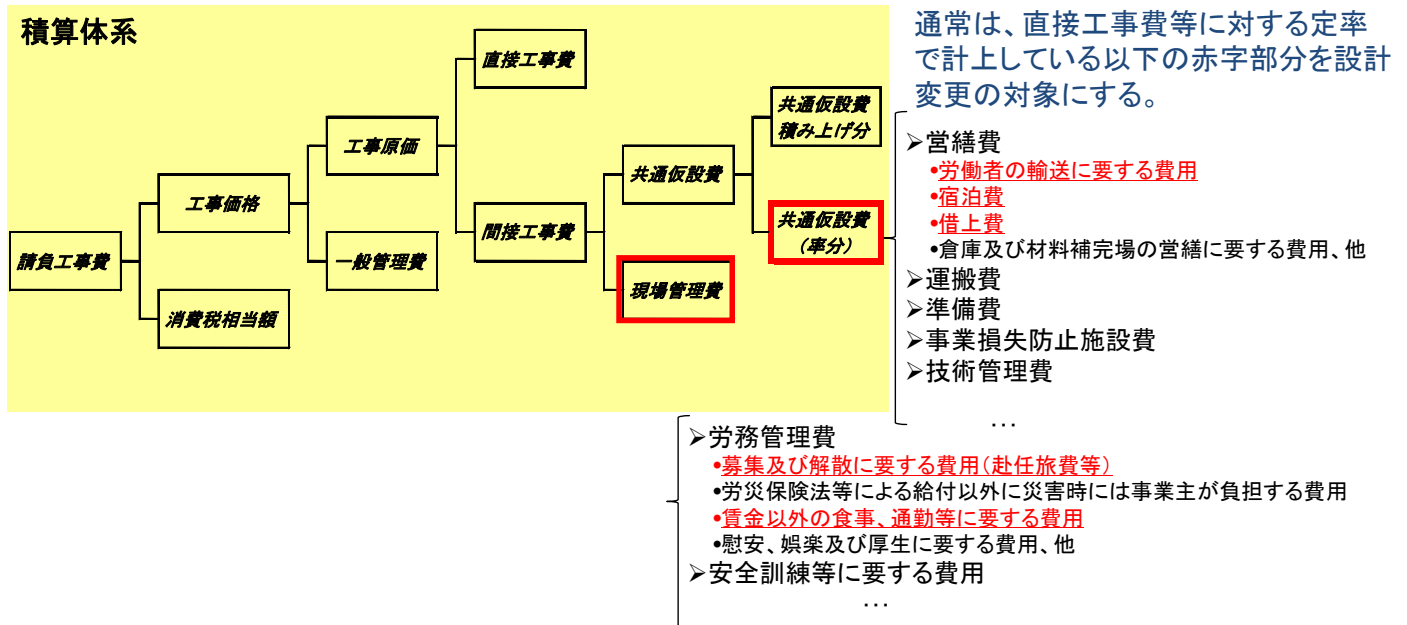 積算体系
直接工事費
共通仮設費
積み上げ分
工事原価
共通仮設費
工事価格
共通仮設費
(率分)
間接工事費
請負工事費
一般管理費
現場管理費
消費税相当額
通常は、直接工事費等に対する定率
で計上している以下の赤字部分を設計
変更の対象にする。
➢営繕費
•労働者の輸送に要する費用
•宿泊費
•借上費
•倉庫及び材料補完場の営繕に要する費用、他
➢運搬費
➢準備費
➢事業損失防止施設費
➢技術管理費
…
➢労務管理費
•募集及び解散に要する費用(赴任旅費等)
•労災保険法等による給付以外に災害時には事業主が負担する費用
•賃金以外の食事、通勤等に要する費用
•慰安、娯楽及び厚生に要する費用、他
➢安全訓練等に要する費用
…